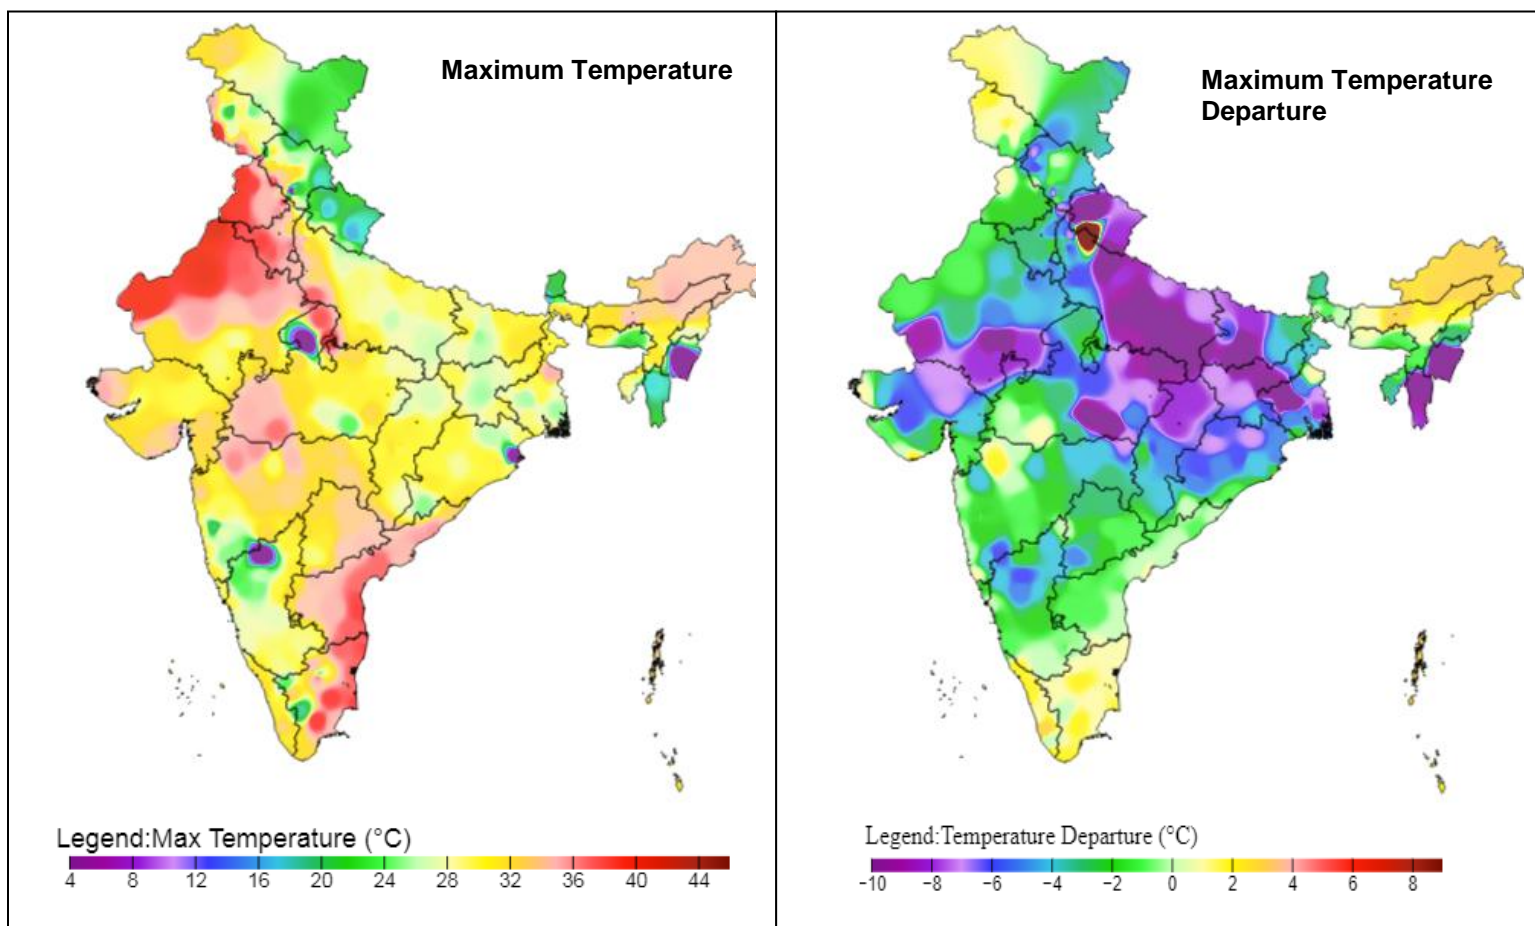 Maximum Temperature
Legend:Max Temperature (°C)
4 8 12 16 20 24 28 32 36 40 44
Maximum Temperature
Departure
Legend:Temperature Departure (°C)
−10 −8 −6 −4 −2 0 2 4 6 8